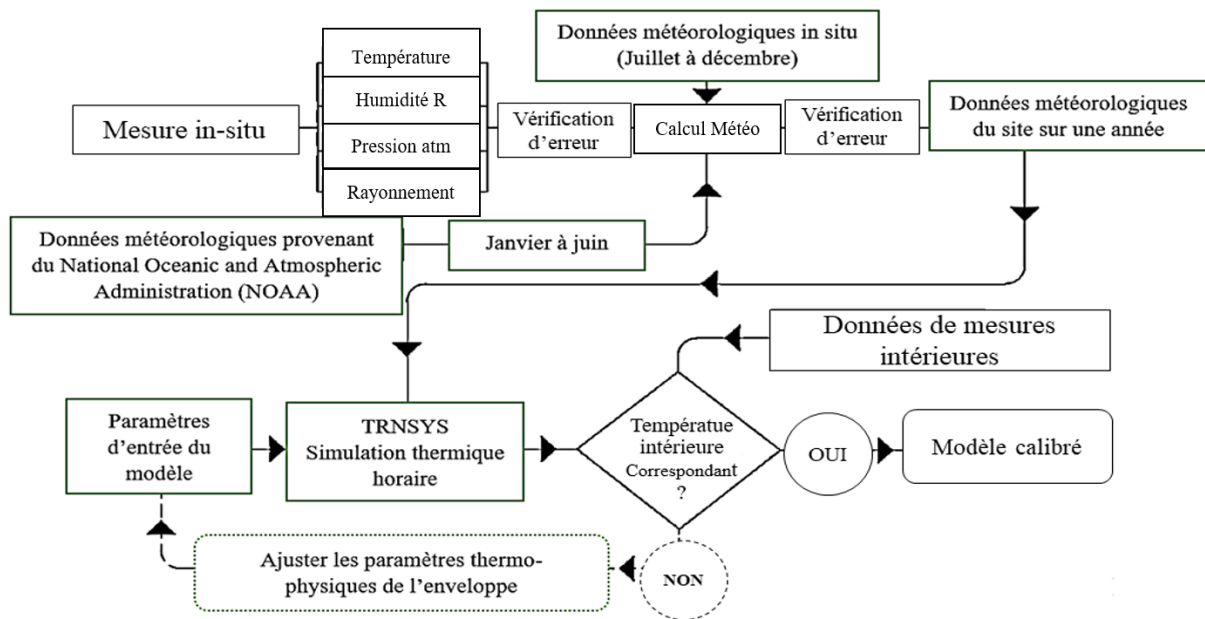 Données météorologiques in situ
(Juillet à décembre)
Mesure in-situ
Température
Humidité R
Pression atm
Rayonnement
Vérification
d'erreur
Calcul Météo
Vérification
d'erreur
Données météorologiques
du site sur une année
Données météorologiques provenant
du National Oceanic and Atmospheric
Administration (NOAA)
Janvier à juin
Données de mesures
intérieures
Paramètres
d'entrée du
modèle
TRNSYS
Simulation thermique
horaire
Températue
intérieure
Correspondant
?
OUI
Modèle calibré
Ajuster les paramètres thermo-
physiques de l'enveloppe
NON